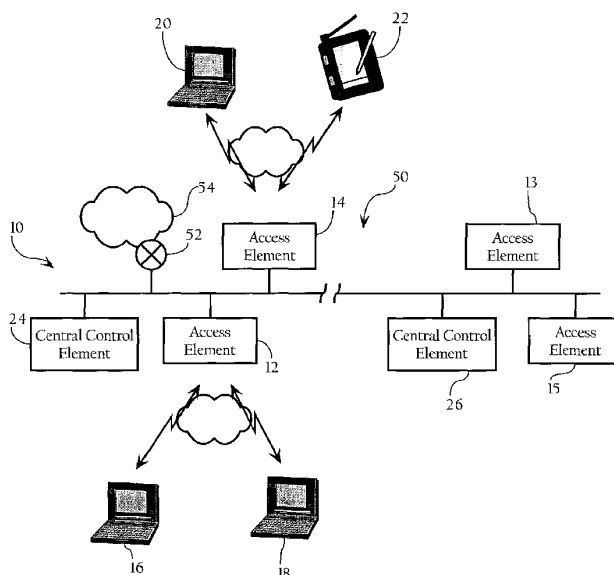 20
22
54
50
10
52
14
Access
Element
13
Access
Element
24
Central Control
Element
Access
Element
12
Central Control
Element
26
Access
Element
15
16
18